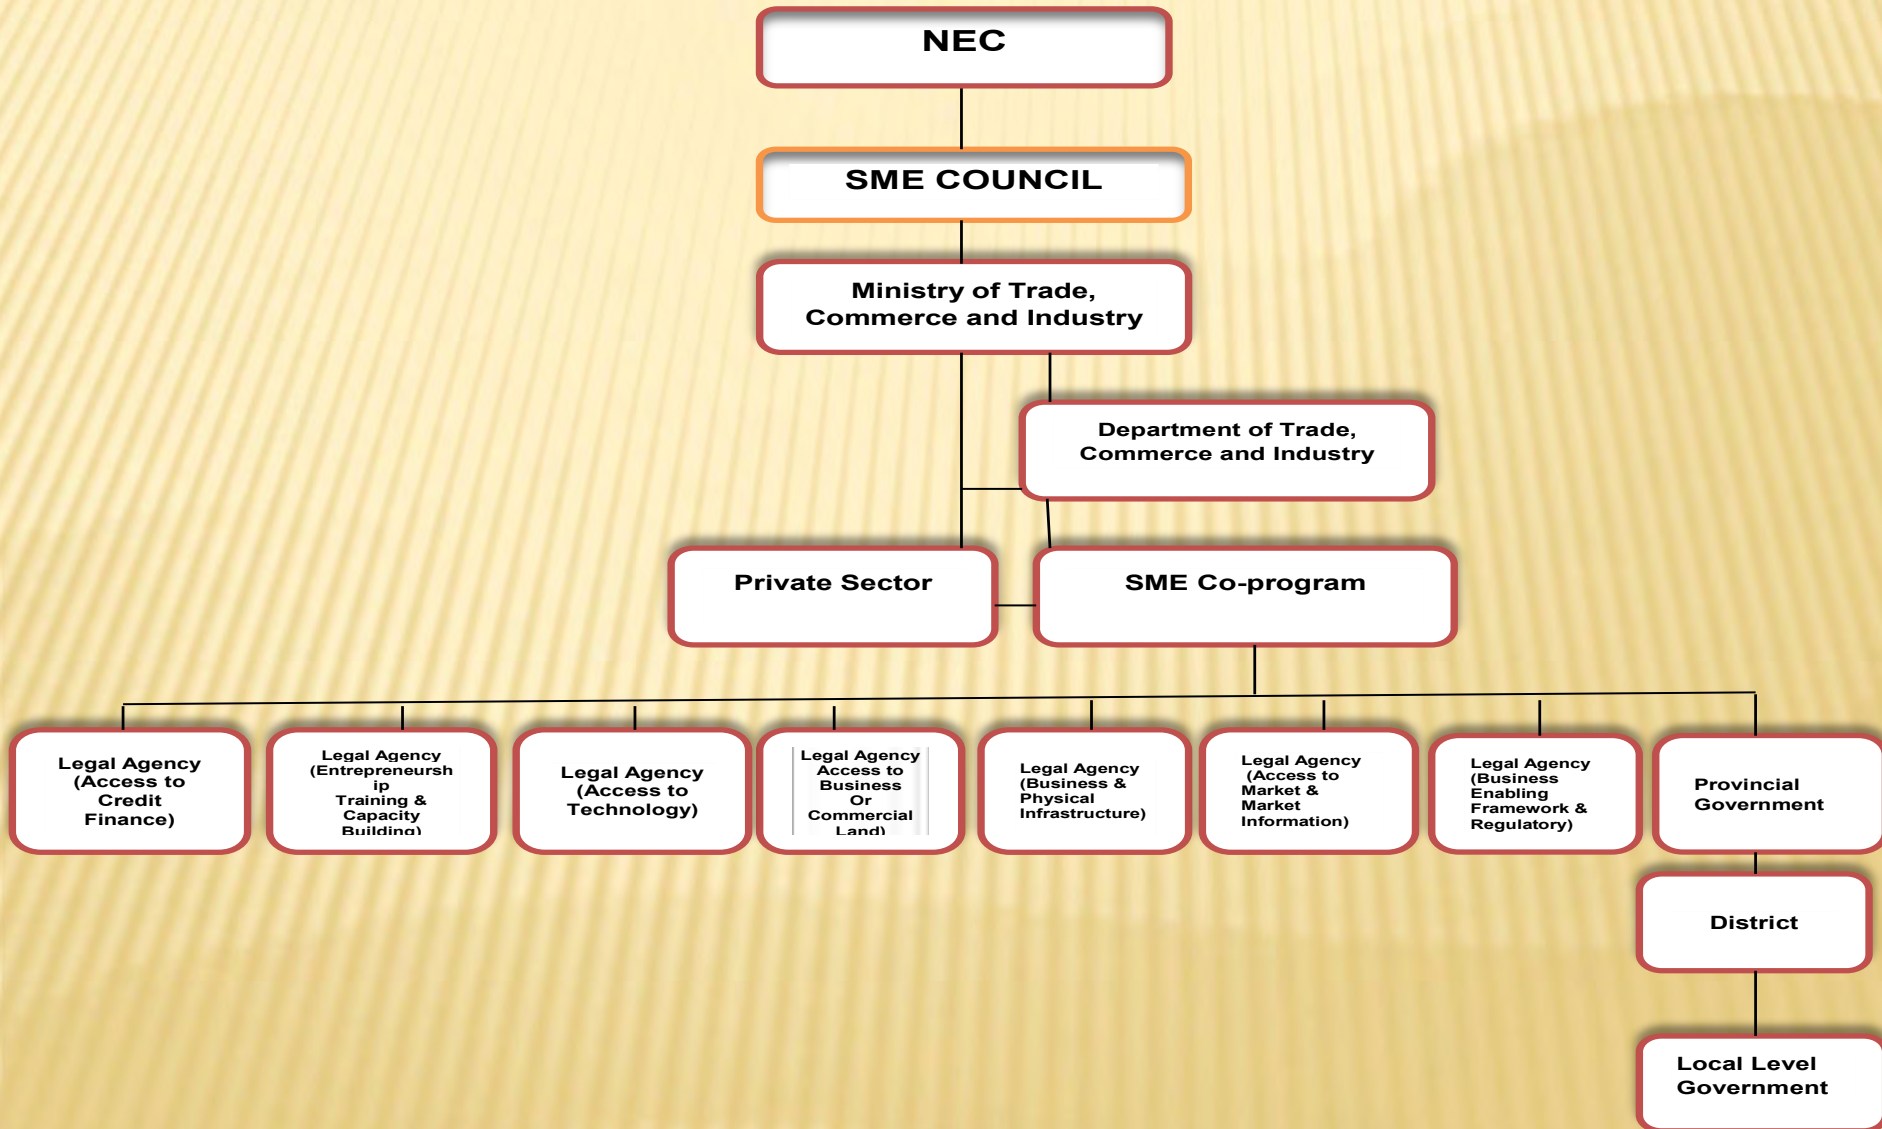 NEC
SME COUNCIL
Ministry of Trade,
Commerce and Industry
Department of Trade,
Commerce and Industry
Private Sector
SME Co-program
Legal Agency
(Access to
Credit
Finance)
Legal Agency
(Entrepreneursh
ip
Training &
Capacity
Building)
Legal Agency
(Access to
Technology)
Legal Agency
Access to
Business
Or
Commercial
Land)
Legal Agency
(Business &
Physical
Infrastructure)
Legal Agency
(Access to
Market &
Market
Information)
Legal Agency
(Business
Enabling
Framework &
Regulatory)
Provincial
Government
District
Local Level
Government